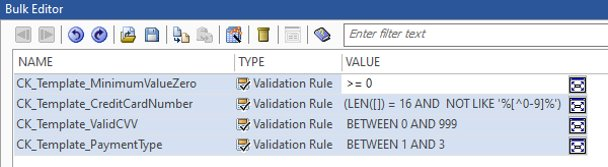 Bulk Editor
Enter filter text
NAME TYPE VALUE
CK_Template_MinimumValueZero Validation Rule >= 0
CK_Template_CreditCardNumber Validation Rule (LEN([]) = 16 AND NOT LIKE '%[^0-9]%')
CK_Template_ValidCVV Validation Rule BETWEEN 0 AND 999
CK_Template_PaymentType Validation Rule BETWEEN 1 AND 3